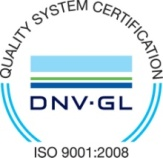 QUALITY SYSTEM CERTIFICATION
DNV·GL
ISO 9001:2008